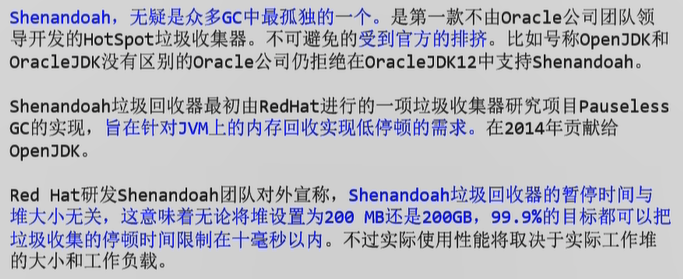 Shenandoah，无疑是众多GC中最孤独的一个。是第一款不由Oracle公司团队领
导开发的HotSpot垃圾收集器。不可避免的受到官方的排挤。比如号称OpenJDK和
OracleJDK没有区别的Oracle公司仍拒绝在OracleJDK12中支持Shenandoah。
Shenandoah垃圾回收器最初由RedHat进行的一项垃圾收集器研究项目Pauseless
GC的实现，旨在针对JVM上的内存回收实现低停顿的需求。在2014年贡献给
OpenJDK。
Red Hat研发Shenandoah团队对外宣称，Shenandoah垃圾回收器的暂停时间与
堆大小无关，这意味着无论将堆设置为200 MB还是200GB，99.9%的目标都可以把
垃圾收集的停顿时间限制在十毫秒以内。不过实际使用性能将取决于实际工作堆
的大小和工作负载。